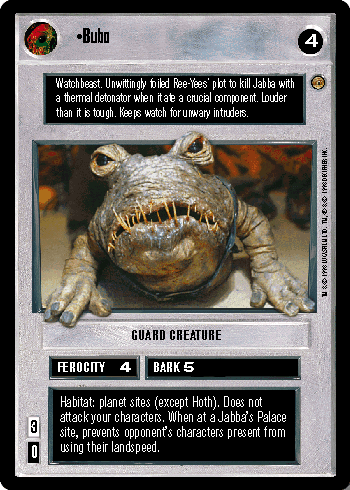 •Bubo
4
Watchbeast. Unwittingly foiled Ree-Yees' plot to kill Jabba with
a thermal detonator when it ate a crucial component. Louder
than it is tough. Keeps watch for unwary intruders.
GUARD CREATURE
FEROCITY 4 BARK 5
Habitat: planet sites (except Hoth). Does not
attack your characters. When at a Jabba's Palace
site, prevents opponent's characters present from
using their landspeed.
3
0